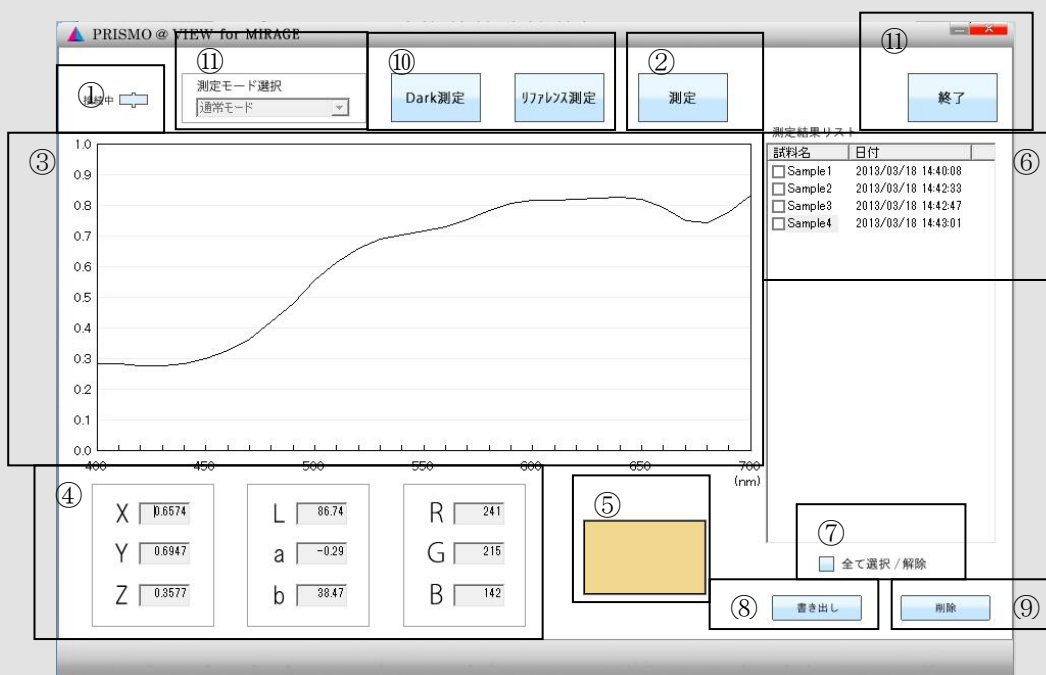 PRISMO @ VIEW for MIRAGE
⑪
⑪
⑩
②
①
接続中
測定モード選択
通常モード
Dark測定
リファレンス測定
測定
終了
③
1.0
0.9
0.8
0.7
0.6
0.5
0.4
0.3
0.2
0.1
0.0
400 450 500 550 600 650 700
(nm)
測定結果リスト
⑥
試料名 日付
Sample1 2013/03/18 14:40:08
Sample2 2013/03/18 14:42:33
Sample3 2013/03/18 14:42:47
Sample4 2013/03/18 14:43:01
④
X 0.6574
Y 0.6947
Z 0.3577
L 86.74
a -0.29
b 38.47
R 241
G 215
B 142
⑤
⑦
全て選択 / 解除
⑧
書き出し
削除
⑨